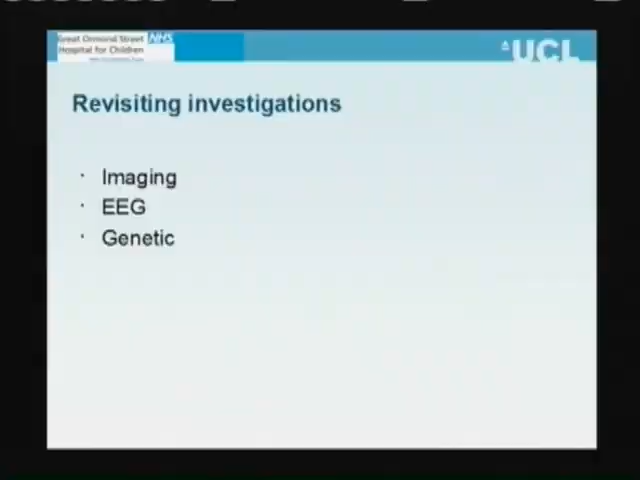 Great Ormond Street NHS
Hospital for Children
UCL
Revisiting investigations
· Imaging
· EEG
· Genetic